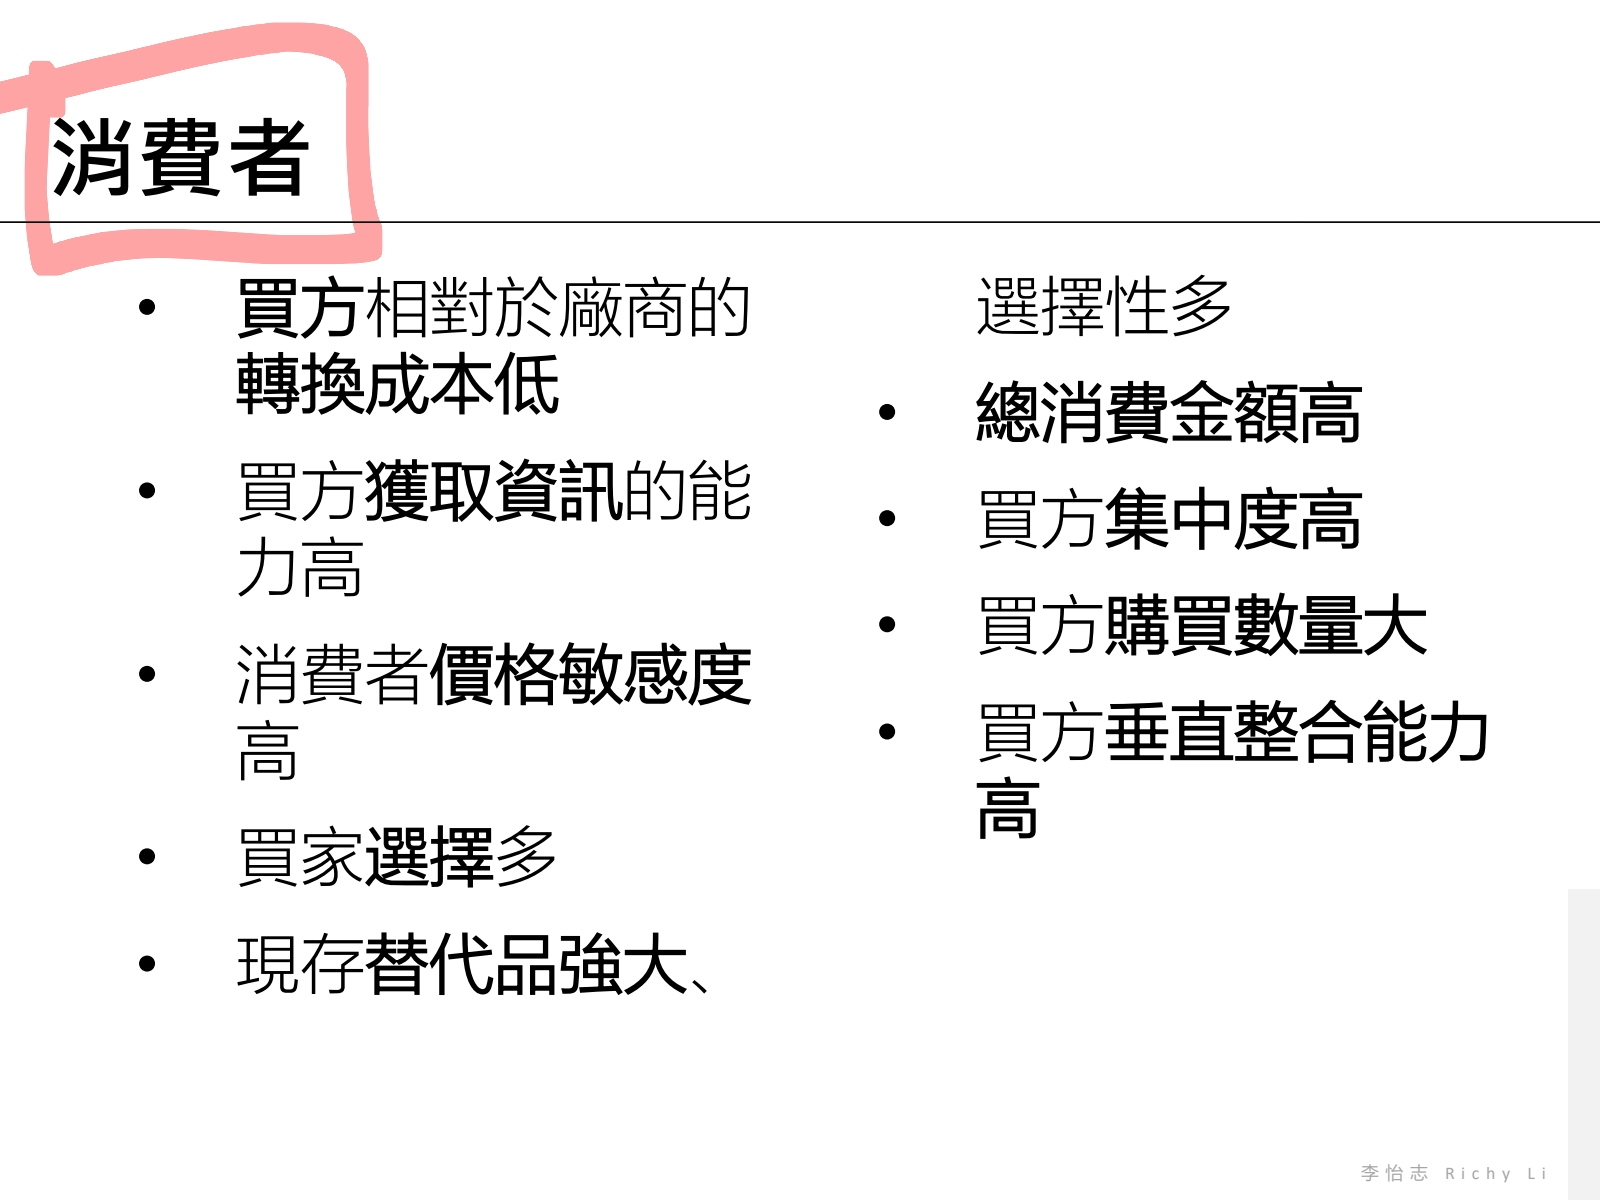 消費者
買方相對於廠商的
轉換成本低
買方獲取資訊的能
力高
消費者價格敏感度
高
買家選擇多
現存替代品強大、
選擇性多
總消費金額高
買方集中度高
買方購買數量大
買方垂直整合能力
高
李怡志 Richy Li